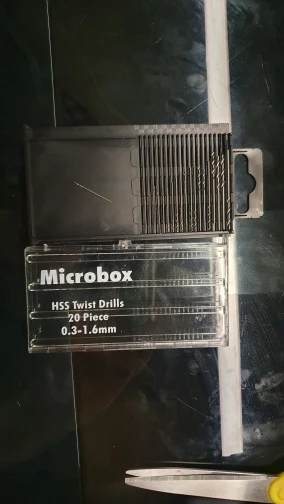 Microbox
HSS Twist Drills
20 Piece
0.3-1.6mm